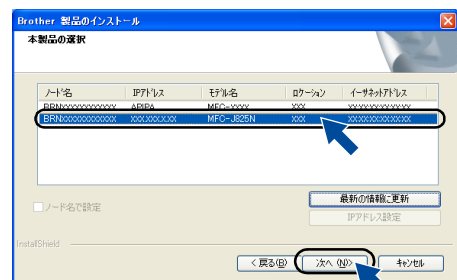 Brother 製品のインストール
本製品の選択
ノード名 IPアドレス モデル名 ロケーション イーサネットアドレス
BRNxxxxxxxxxxxx APIPA MFC-xxxx XXX XX:XX:XX:XX:XX:XX
BRNxxxxxxxxxxxx XXX.XXX.X.XX MFC-J825N XXX XX:XX:XX:XX:XX:XX
最新の情報に更新
ノード名で設定 IPアドレス設定
InstallShield
< 戻る(B) 次へ (N)> キャンセル